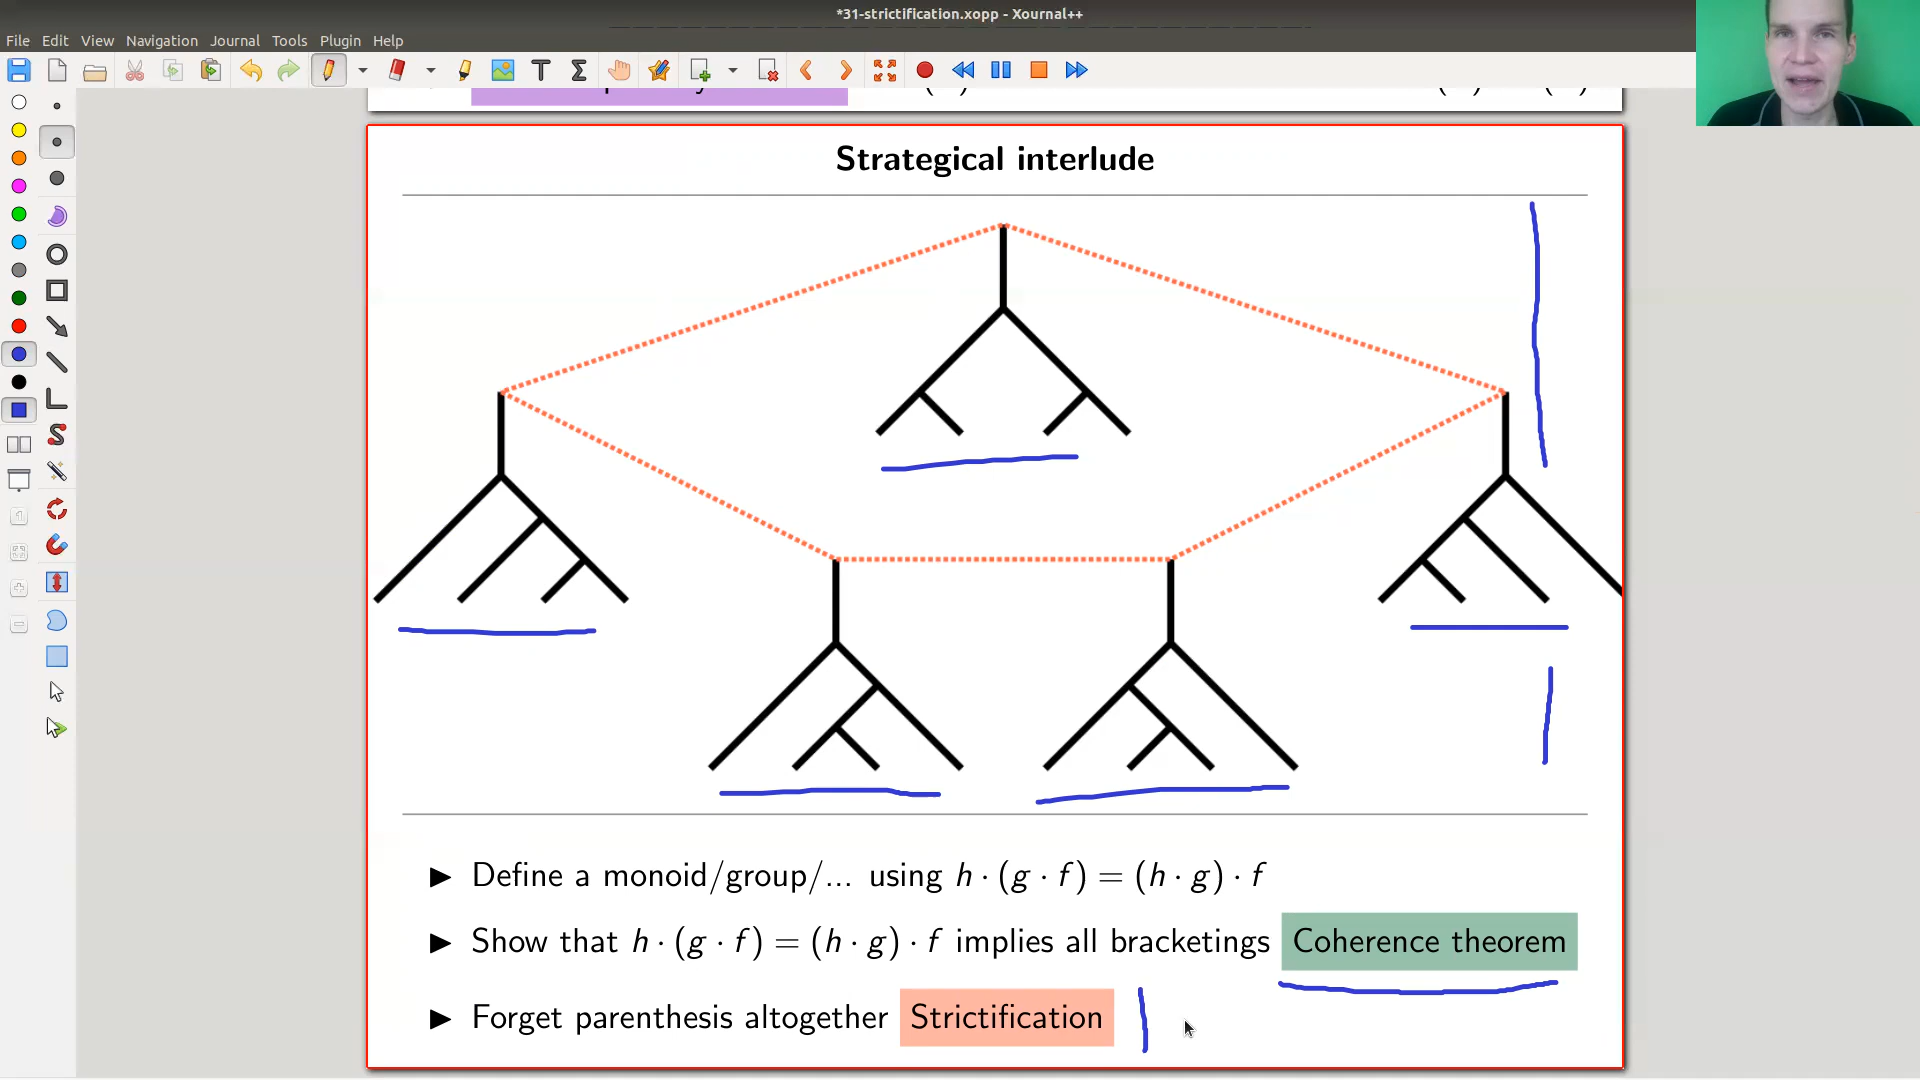 *31-strictification.xopp - Xournal++
File Edit View Navigation Journal Tools Plugin Help
Strategical interlude
▶ Define a monoid/group/... using h · (g · f) = (h · g) · f
▶ Show that h · (g · f) = (h · g) · f implies all bracketings Coherence theorem
▶ Forget parenthesis altogether Strictification